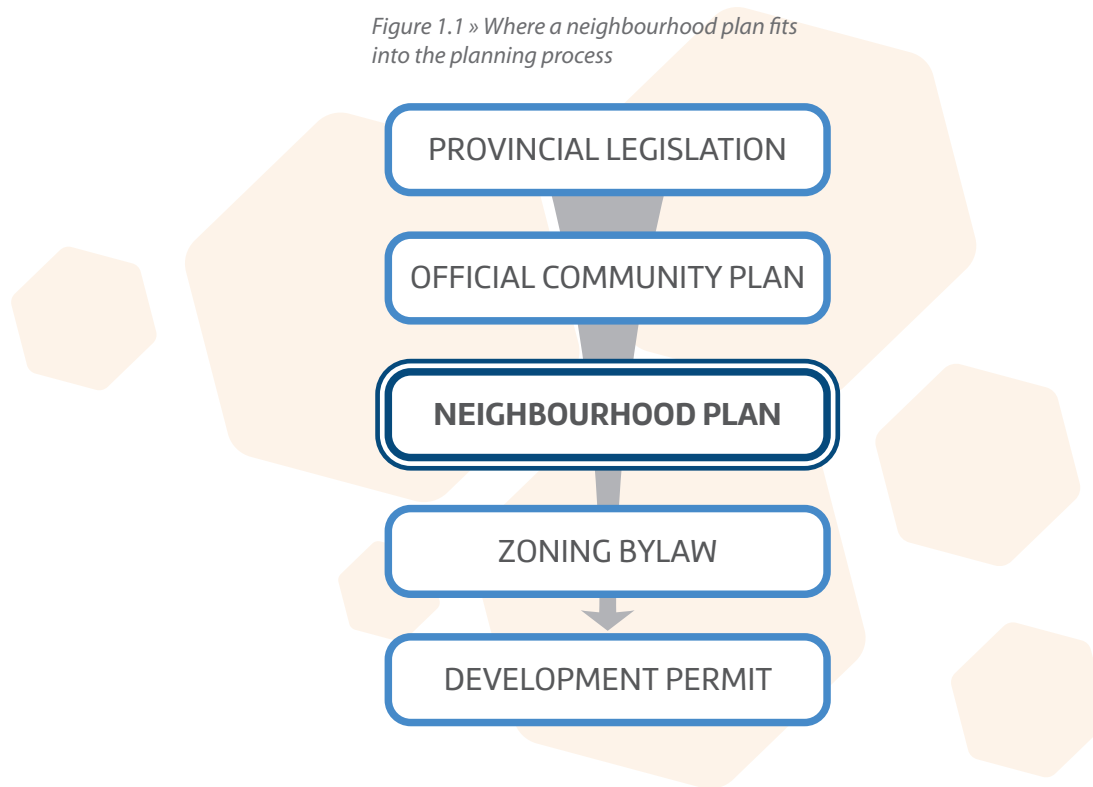 Figure 1.1 » Where a neighbourhood plan fits
into the planning process
PROVINCIAL LEGISLATION
OFFICIAL COMMUNITY PLAN
NEIGHBOURHOOD PLAN
ZONING BYLAW
DEVELOPMENT PERMIT